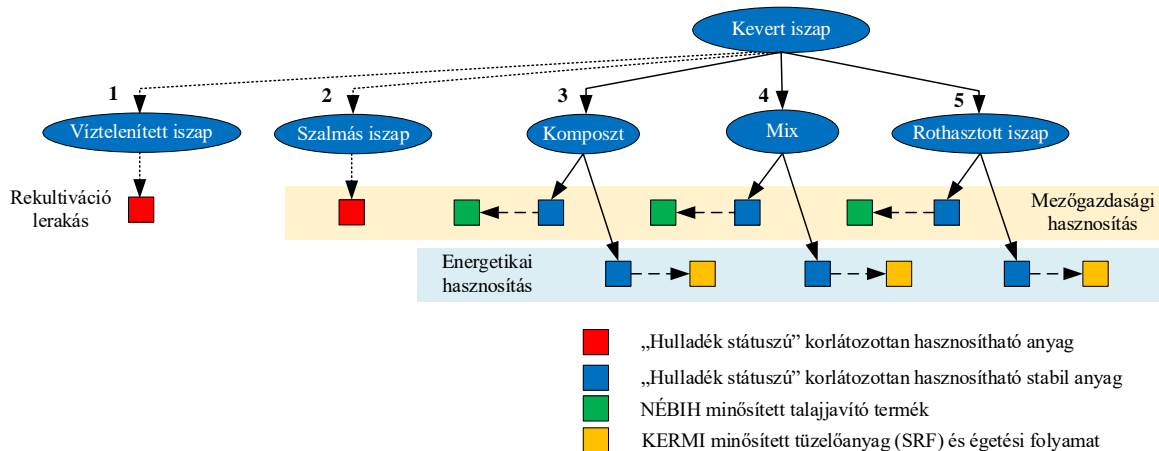 Kevert iszap
1
2
3
4
5
Víztelenített iszap
Szalmás iszap
Komposzt
Mix
Rothasztott iszap
Rekultiváció
lerakás
Mezőgazdasági
hasznosítás
Energetikai
hasznosítás
„Hulladék státuszú” korlátozottan hasznosítható anyag
„Hulladék státuszú” korlátozottan hasznosítható stabil anyag
NÉBIH minősített talajjavító termék
KERMI minősített tüzelőanyag (SRF) és égetési folyamat